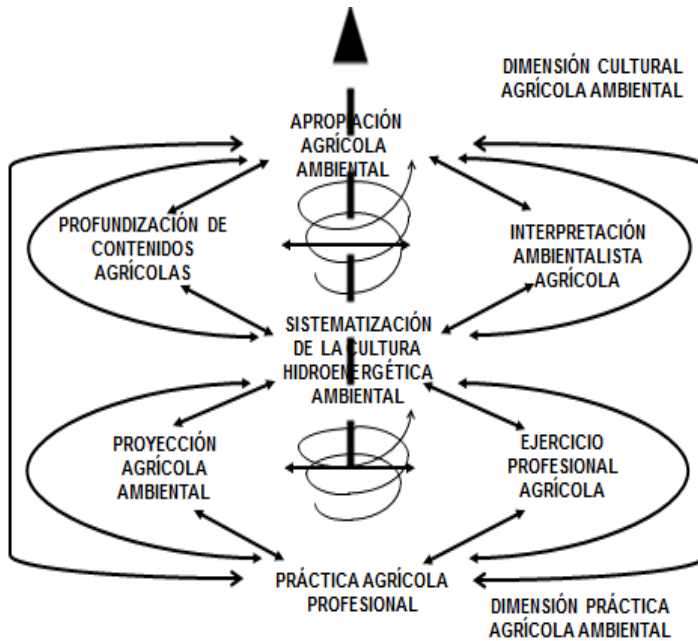 DIMENSIÓN CULTURAL
AGRÍCOLA AMBIENTAL
APROPIACIÓN
AGRÍCOLA
AMBIENTAL
PROFUNDIZACIÓN DE
CONTENIDOS
AGRÍCOLAS
INTERPRETACIÓN
AMBIENTALISTA
AGRÍCOLA
SISTEMATIZACIÓN
DE LA CULTURA
HIDROENERGÉTICA
AMBIENTAL
PROYECCIÓN
AGRÍCOLA
AMBIENTAL
EJERCICIO
PROFESIONAL
AGRÍCOLA
PRÁCTICA AGRÍCOLA
PROFESIONAL
DIMENSIÓN PRÁCTICA
AGRÍCOLA AMBIENTAL